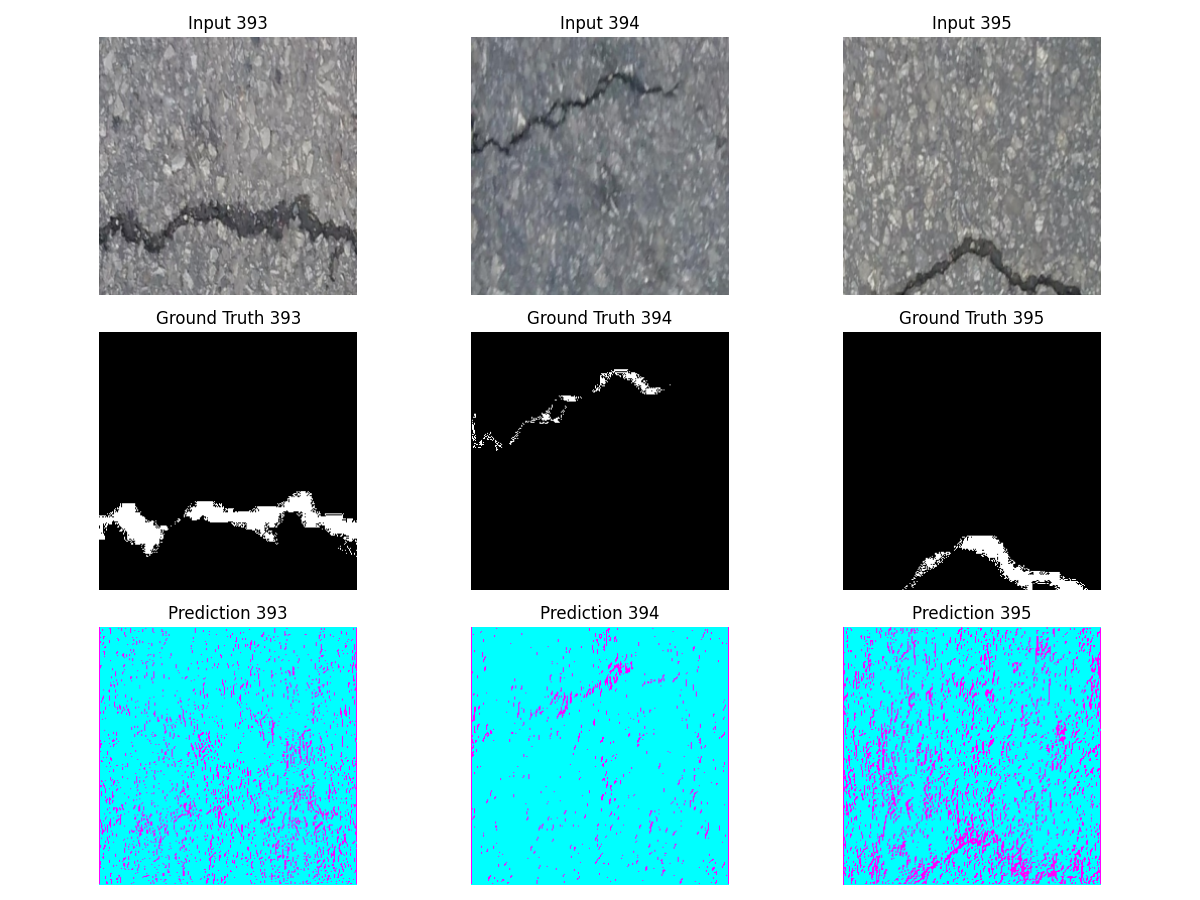 Input 393
Input 394
Input 395
Ground Truth 393
Ground Truth 394
Ground Truth 395
Prediction 393
Prediction 394
Prediction 395